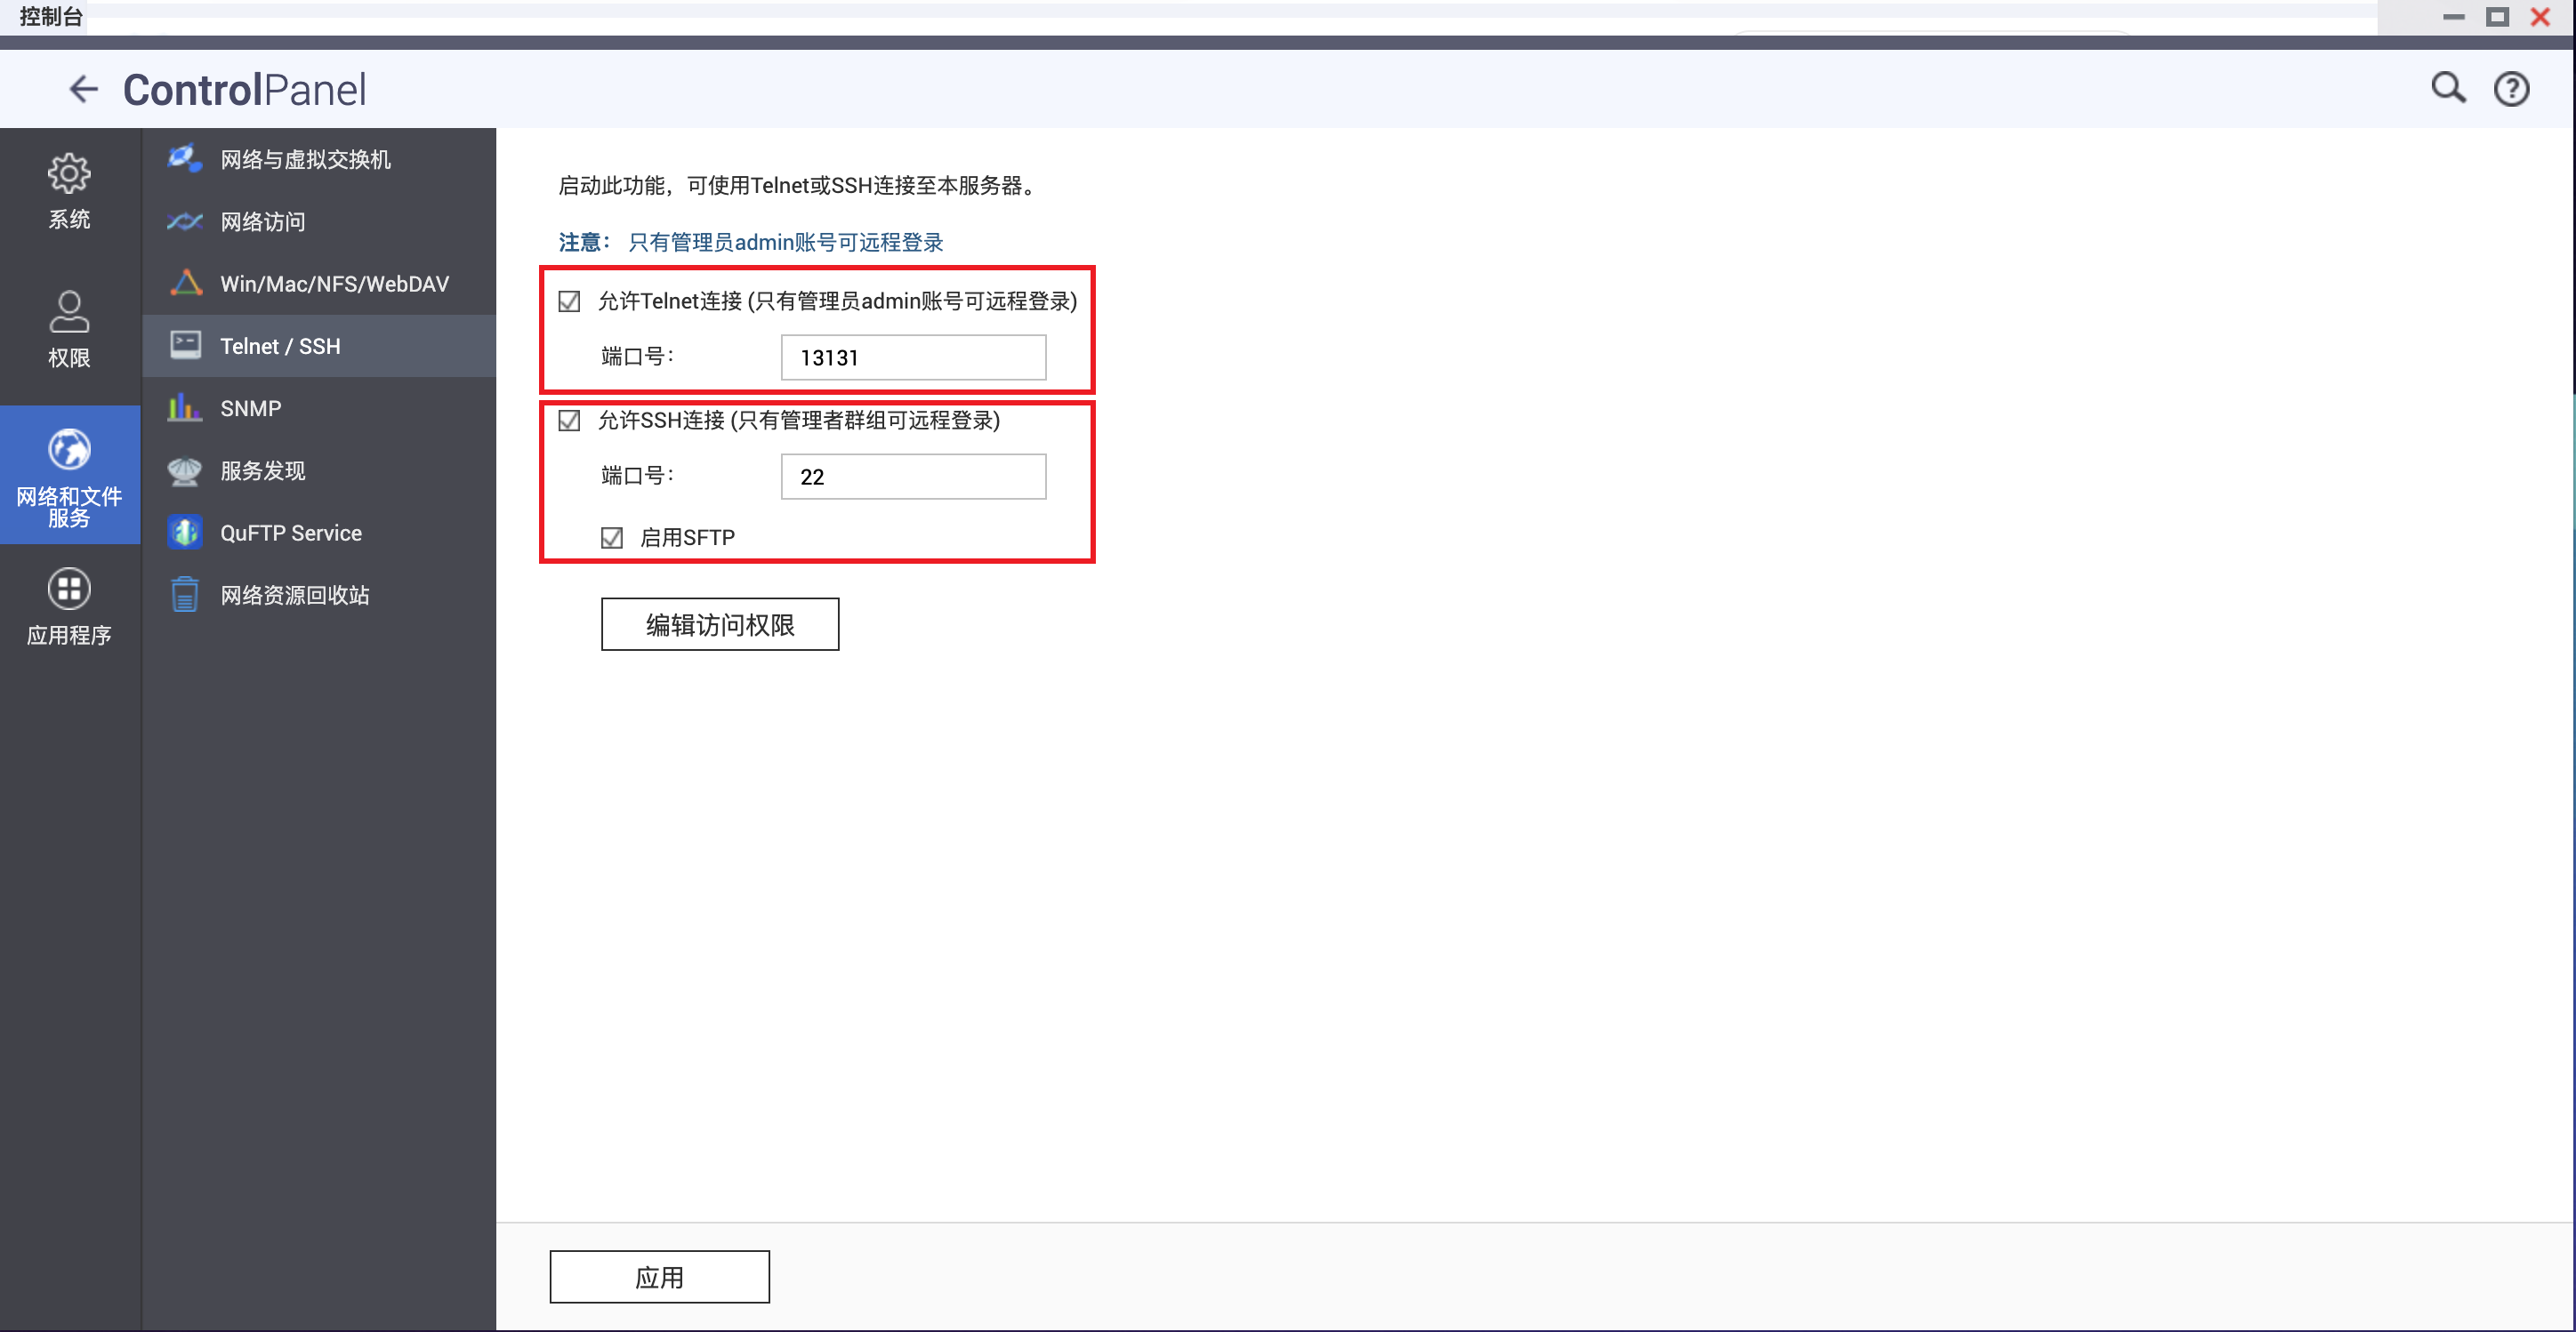 控制台
ControlPanel
系统
权限
网络和文件
服务
应用程序
网络与虚拟交换机
网络访问
Win/Mac/NFS/WebDAV
Telnet / SSH
SNMP
服务发现
QuFTP Service
网络资源回收站
启动此功能，可使用Telnet或SSH连接至本服务器。
注意： 只有管理员admin账号可远程登录
允许Telnet连接 (只有管理员admin账号可远程登录)
端口号： 13131
允许SSH连接 (只有管理者群组可远程登录)
端口号： 22
启用SFTP
编辑访问权限
应用